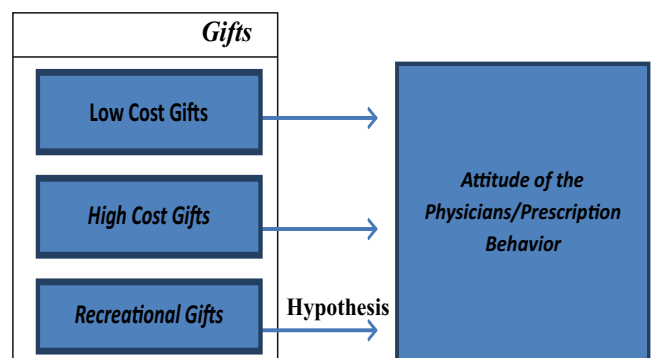 Gifts
Low Cost Gifts
High Cost Gifts
Recreational Gifts
Hypothesis
Attitude of the
Physicians/Prescription
Behavior